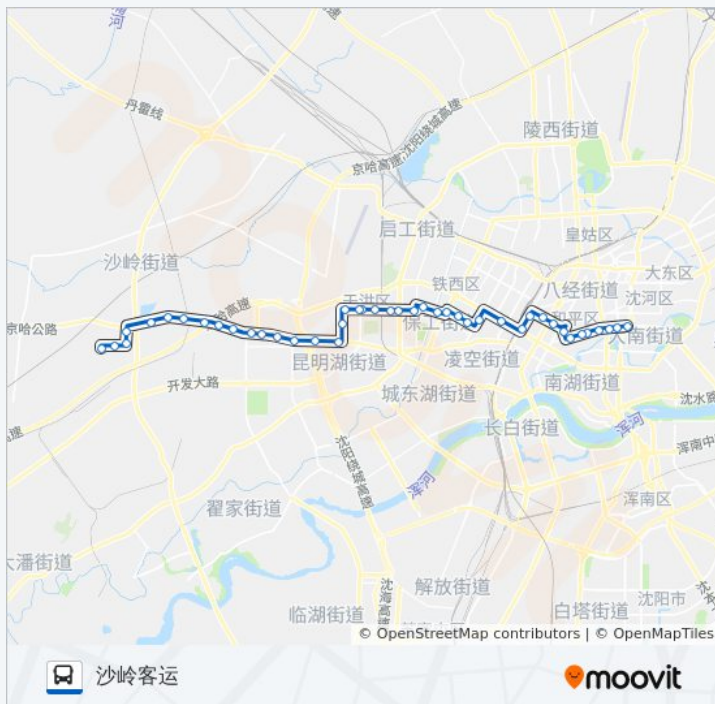 丹霍线
京哈高速;沈阳绕城高速
陵西街道
启工街道
皇姑区
沙岭街道
大东区
铁西区
八经街道
沈河区
于洪区
京哈公路
和平区
大南街道
昆明湖街道
凌空街道
开发大路
南湖街道
城东湖街道
沈水路
长白街道
浑河
沈阳绕城高速
浑南中
浑河
浑南区
翟家街道
大潘街道
解放街道
沈海高速
临湖街道
白塔街道
沈阳市
© OpenStreetMap contributors | © OpenMapTiles
沙岭客运
moovit